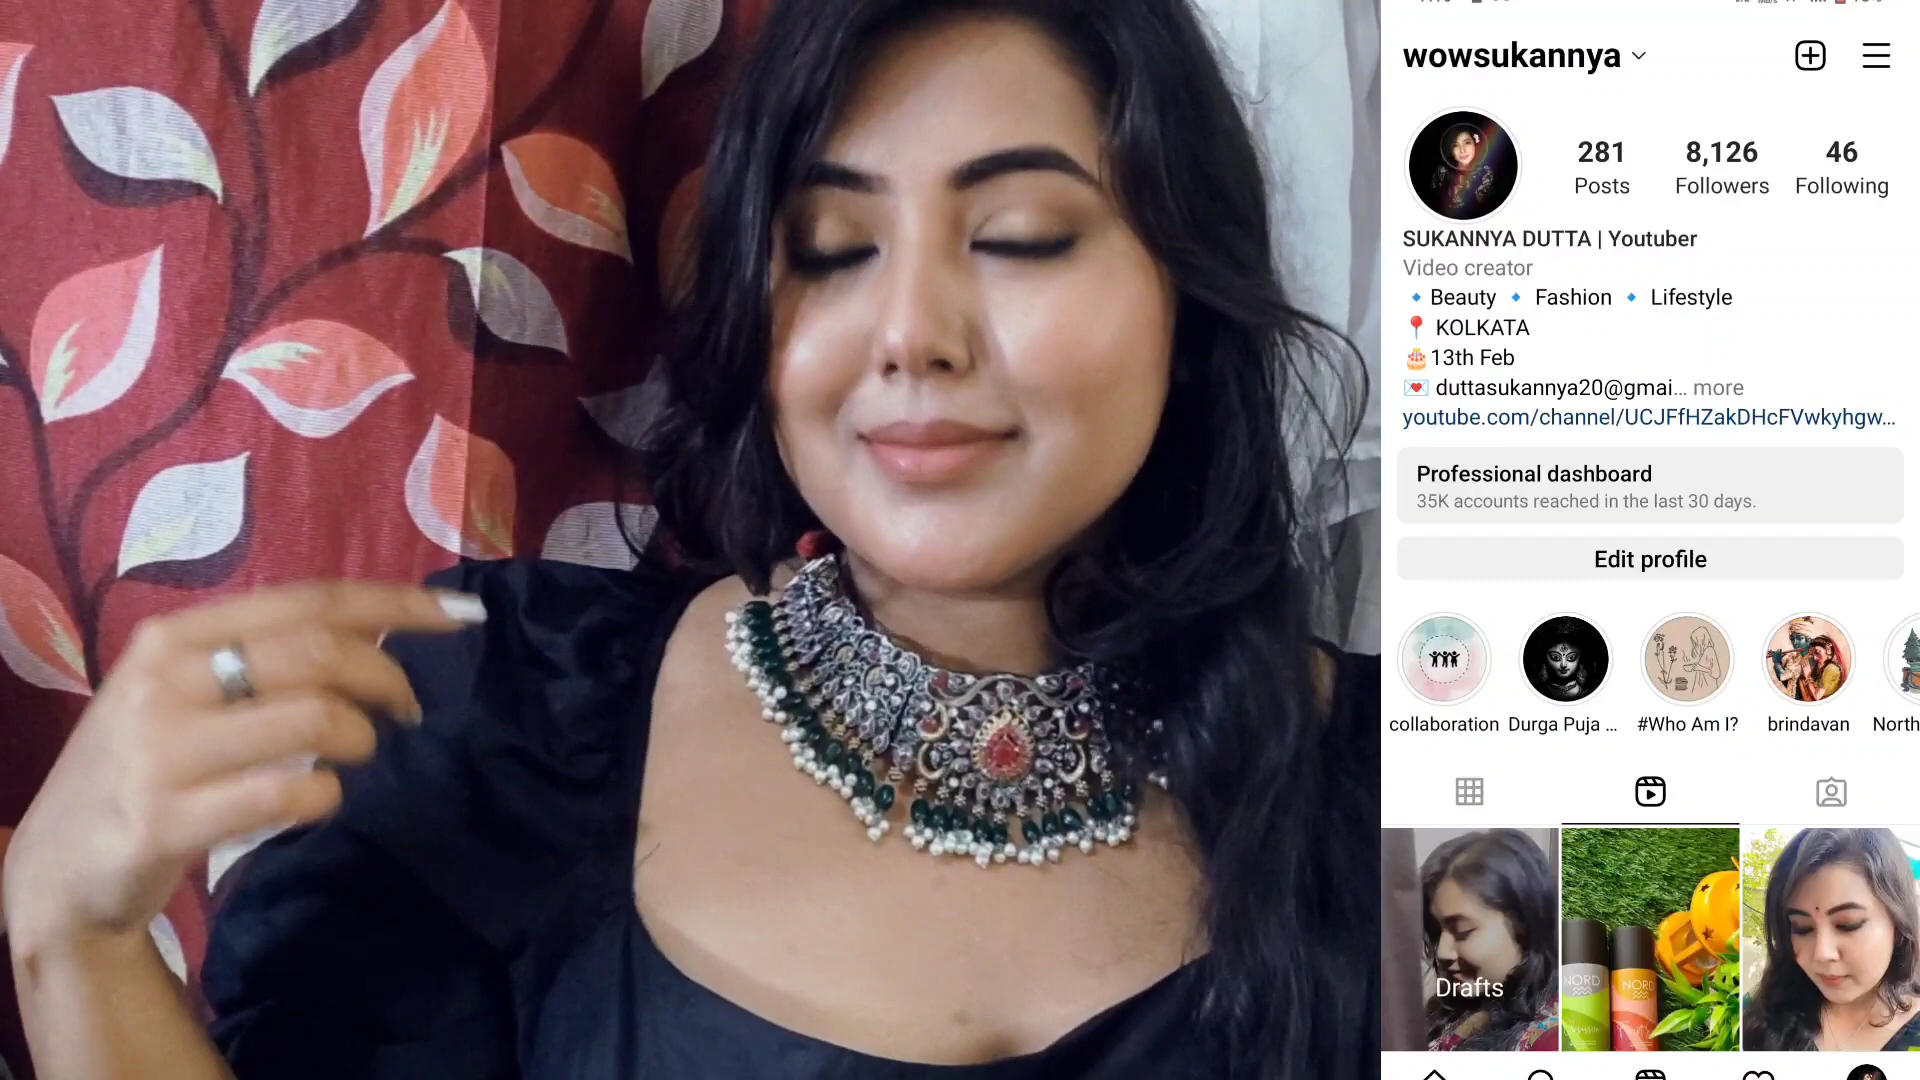 wowsukannya
281
8,126
46
Posts
Followers
Following
SUKANNYA DUTTA | Youtuber
Video creator
🔹Beauty 🔹 Fashion 🔹 Lifestyle
📍 KOLKATA
🎂13th Feb
💌 duttasukannya20@gmai... more
youtube.com/channel/UCJFfHZakDHcFVwkyhgw...
Professional dashboard
35K accounts reached in the last 30 days.
Edit profile
collaboration
Durga Puja ...
#Who Am I?
brindavan
North
Drafts
NORD
NORD